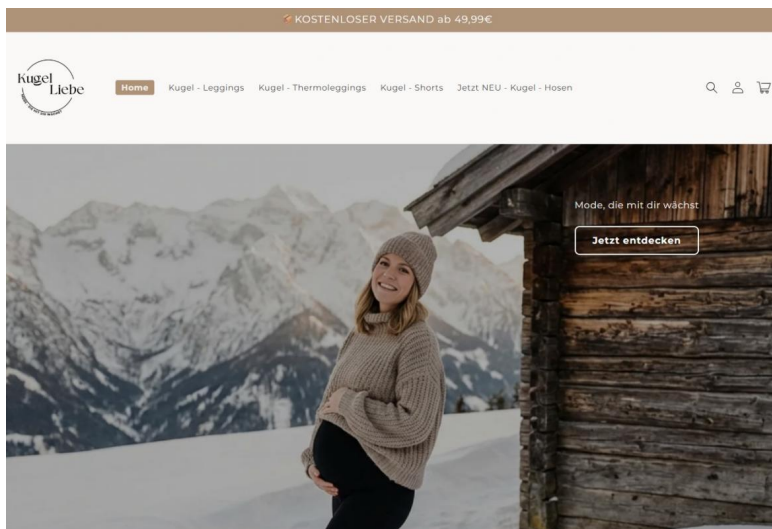 KOSTENLOSER VERSAND ab 49,99€
Kugel
Liebe
Home
Kugel - Leggings
Kugel - Thermoleggings
Kugel - Shorts
Jetzt NEU - Kugel - Hosen
Mode, die mit dir wächst
Jetzt entdecken